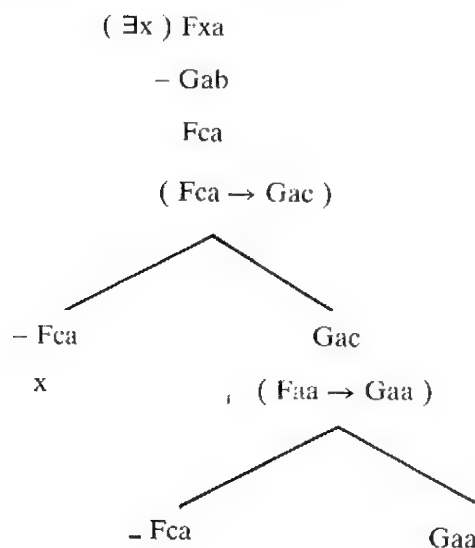 ( ∃x ) Fxa
– Gab
Fca
( Fca → Gac )
– Fca Gac
x ( Faa → Gaa )
– Fca Gaa